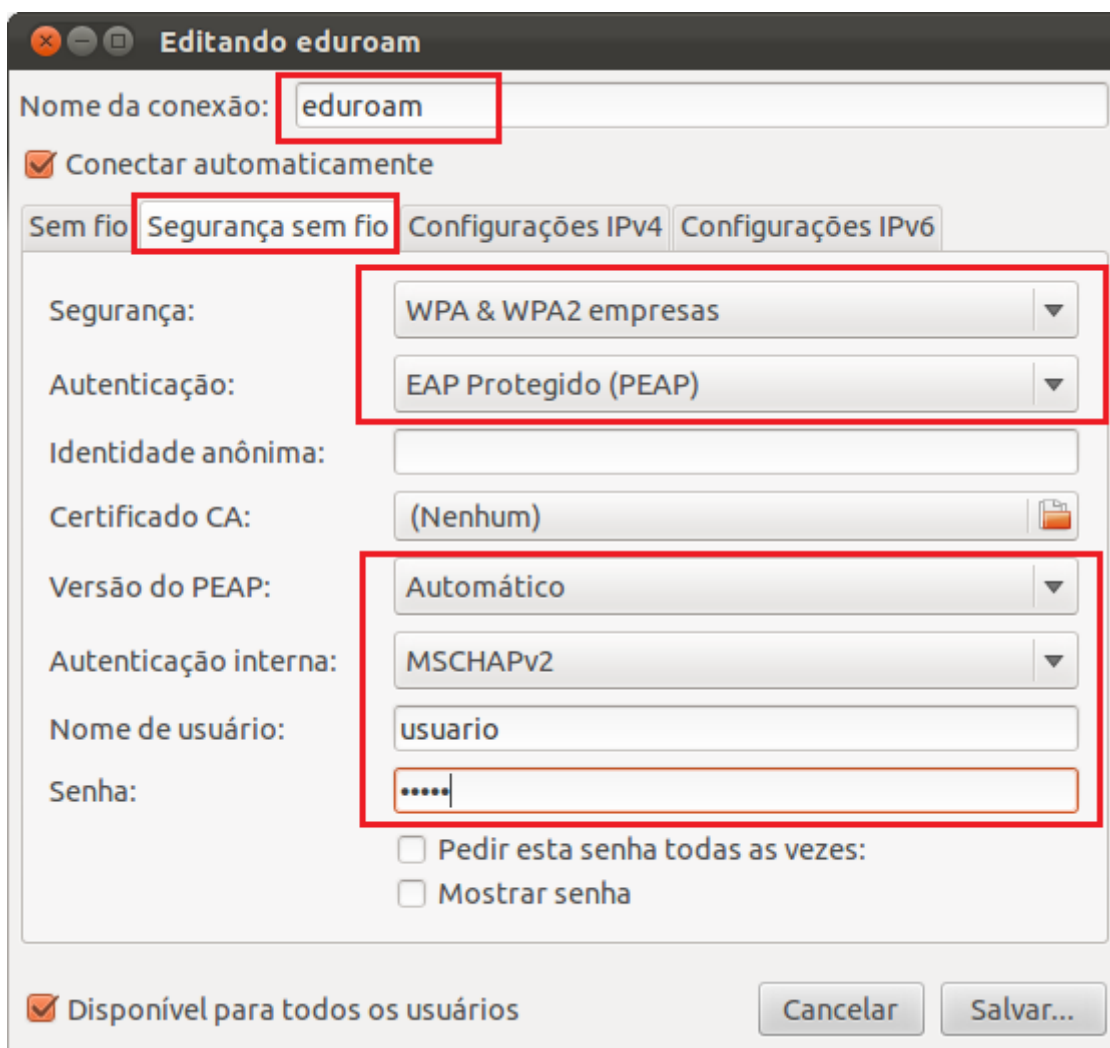 Editando eduroam
Nome da conexão: eduroam
Conectar automaticamente
Sem fio Segurança sem fio Configurações IPv4 Configurações IPv6
Segurança: WPA & WPA2 empresas
Autenticação: EAP Protegido (PEAP)
Identidade anônima:
Certificado CA: (Nenhum)
Versão do PEAP: Automático
Autenticação interna: MSCHAPv2
Nome de usuário: usuario
Senha: •••••
Pedir esta senha todas as vezes:
Mostrar senha
Disponível para todos os usuários Cancelar Salvar...